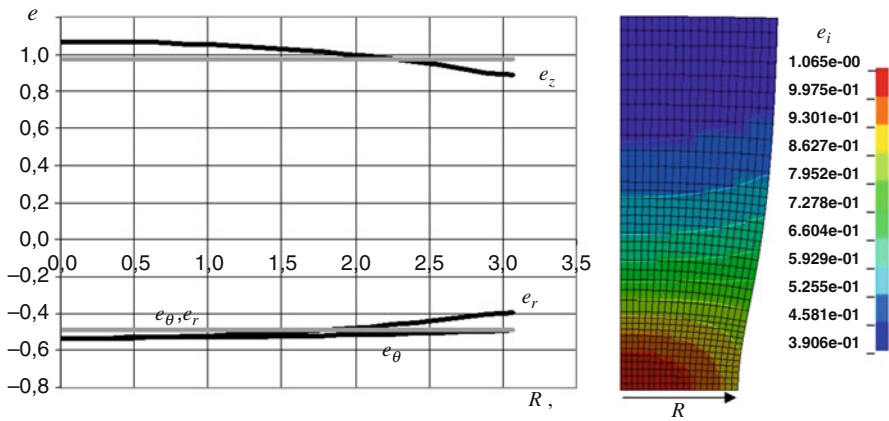 e
1,0
0,8
0,6
0,4
0,2
0,0
−0,2
−0,4
−0,6
−0,8
0,0 0,5 1,0 1,5 2,0 2,5 3,0 3,5
e_z
e_r
e_θ,e_r
e_θ
R ,
R
e_i
1.065e-00
9.975e-01
9.301e-01
8.627e-01
7.952e-01
7.278e-01
6.604e-01
5.929e-01
5.255e-01
4.581e-01
3.906e-01